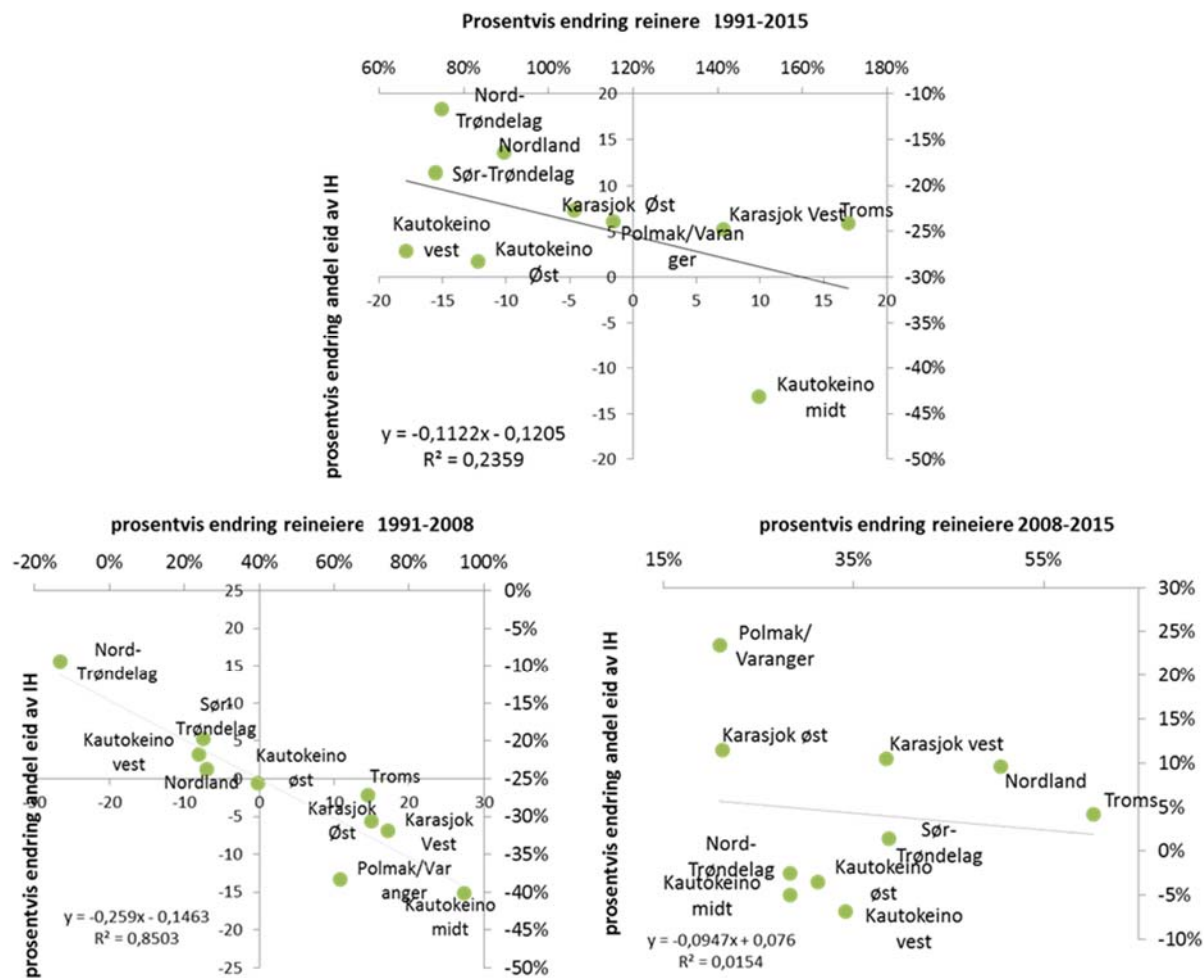 Prosentvis endring reinere 1991-2015
60% 80% 100% 120% 140% 160% 180%
prosentvis endring andel eid av IH
20
15
10
5
0
-5
-10
-15
-20
-20 -15 -10 -5 0 5 10 15 20
-10%
-15%
-20%
-25%
-30%
-35%
-40%
-45%
-50%
Nord-
Trøndelag
Nordland
Sør-Trøndelag
Karasjok Øst
Karasjok Vest
Troms
Kautokeino
vest
Kautokeino
Øst
Polmak/Varan
ger
Kautokeino
midt
y = -0,1122x - 0,1205
R² = 0,2359
prosentvis endring reineiere 1991-2008
-20% 0% 20% 40% 60% 80% 100%
prosentvis endring andel eid av IH
25
20
15
10
5
0
-5
-10
-15
-20
-25
-30 -20 -10 0 10 20 30
0%
-5%
-10%
-15%
-20%
-25%
-30%
-35%
-40%
-45%
-50%
Nord-
Trøndelag
Sør-
Trøndelag
Kautokeino
vest
Nordland
Kautokeino
øst
Troms
Karasjok
Øst
Karasjok
Vest
Polmak/Var
anger
Kautokeino
midt
y = -0,259x - 0,1463
R² = 0,8503
prosentvis endring reineiere 2008-2015
15% 35% 55%
prosentvis endring andel eid av IH
30%
25%
20%
15%
10%
5%
0%
-5%
-10%
Polmak/
Varanger
Karasjok øst
Karasjok vest
Nordland
Troms
Sør-
Trøndelag
Nord-
Trøndelag
Kautokeino
midt
Kautokeino
øst
Kautokeino
vest
y = -0,0947x + 0,076
R² = 0,0154